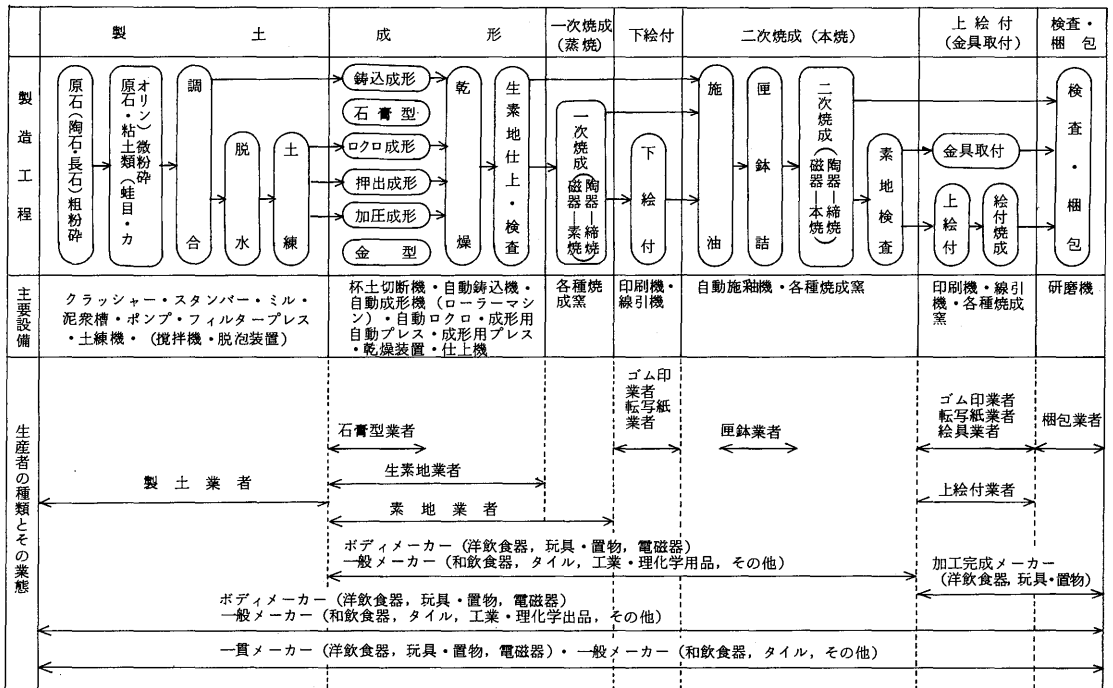 製土
成形
一次焼成
(蒸焼)
下絵付
二次焼成(本焼)
上絵付
(金具取付)
検査・
梱包
製造工程
原石(陶石・長石)粗粉砕
原石・粘土類(蛙目・カ
オリン)微粉砕
調合
脱水
土練
鋳込成形
石膏型
ロクロ成形
押出成形
加圧成形
金型
乾燥
生素地仕上・検査
一次焼成(陶器―締焼
磁器―素焼)
下絵付
施油
匣鉢詰
二次焼成(陶器―締焼
磁器―本焼)
素地検査
金具取付
上絵付
絵付焼成
検査・梱包
主要設備
クラッシャー・スタンバー・ミル・
泥漿槽・ポンプ・フィルタープレス
・土練機・(撹拌機・脱泡装置)
杯土切断機・自動鋳込機・
自動成形機(ローラーマシ
ン)・自動ロクロ・成形用
自動プレス・成形用プレス
・乾燥装置・仕上機
各種焼
成窯
印刷機・
線引機
自動施釉機・各種焼成窯
印刷機・線引
機・各種焼成
窯
研磨機
生産者の種類とその業態
ゴム印
業者
転写紙
業者
ゴム印業者
転写紙業者
絵具業者
梱包業者
石膏型業者
匣鉢業者
生素地業者
製土業者
上絵付業者
素地業者
ボディメーカー(洋飲食器,玩具・置物,電磁器)
一般メーカー(和飲食器,タイル,工業・理化学用品,その他)
加工完成メーカー
(洋飲食器,玩具・置物)
ボディメーカー(洋飲食器,玩具・置物,電磁器)
一般メーカー(和飲食器,タイル,工業・理化学出品,その他)
一貫メーカー(洋飲食器,玩具・置物,電磁器)・一般メーカー(和飲食器,タイル,その他)